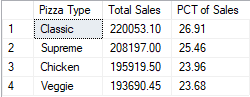 Pizza Type Total Sales PCT of Sales
1 Classic 220053.10 26.91
2 Supreme 208197.00 25.46
3 Chicken 195919.50 23.96
4 Veggie 193690.45 23.68